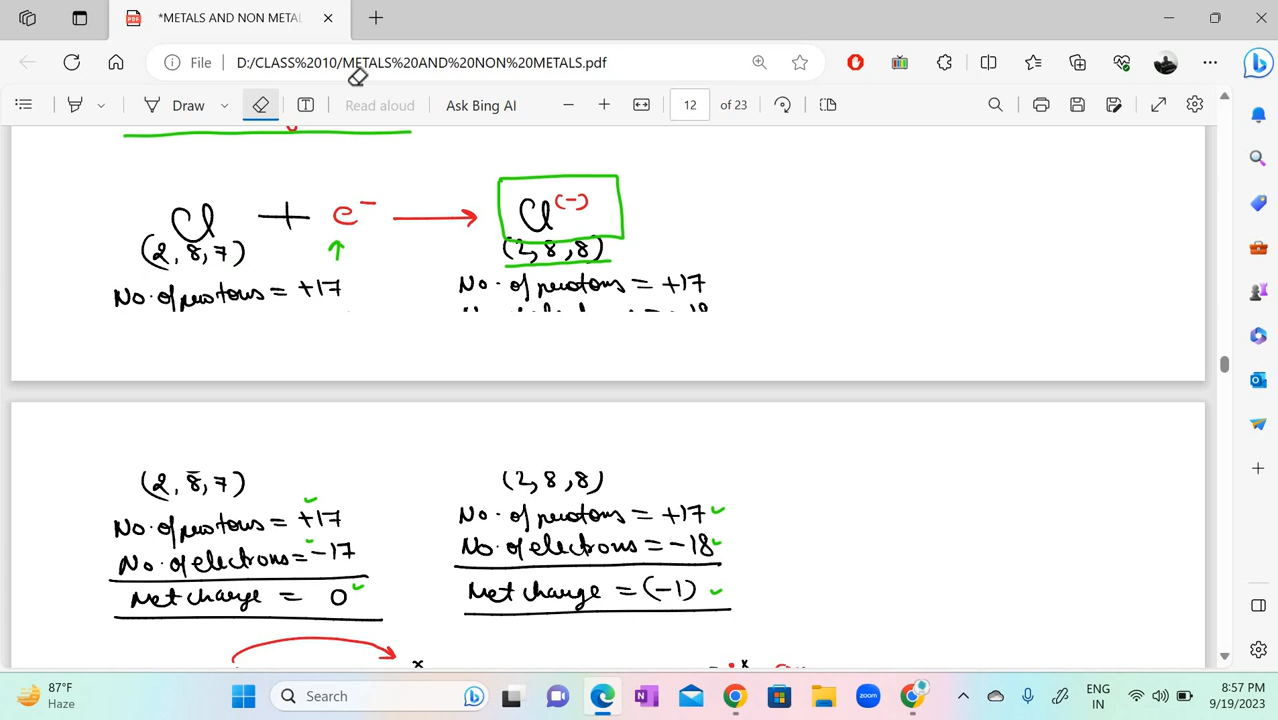 *METALS AND NON METAL
File
D:/CLASS%2010/METALS%20AND%20NON%20METALS.pdf
Draw
Read aloud
Ask Bing AI
12
of 23
Cl + e⁻ → Cl(-)
(2, 8, 7)
(2, 8, 8)
No. of protons = +17
No. of protons = +17
(2, 8, 7)
(2, 8, 8)
No. of protons = +17
No. of protons = +17
No. of electrons = -17
No. of electrons = -18
Net charge = 0
Net charge = (-1)
87°F
Haze
Search
ENG
IN
8:57 PM
9/19/2023